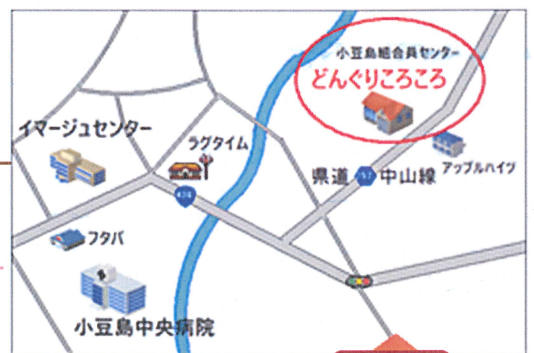 小豆島組合員センター
どんぐりころころ
イマージュセンター
ラグタイム
県道
中山線
アップルハイツ
フタバ
小豆島中央病院